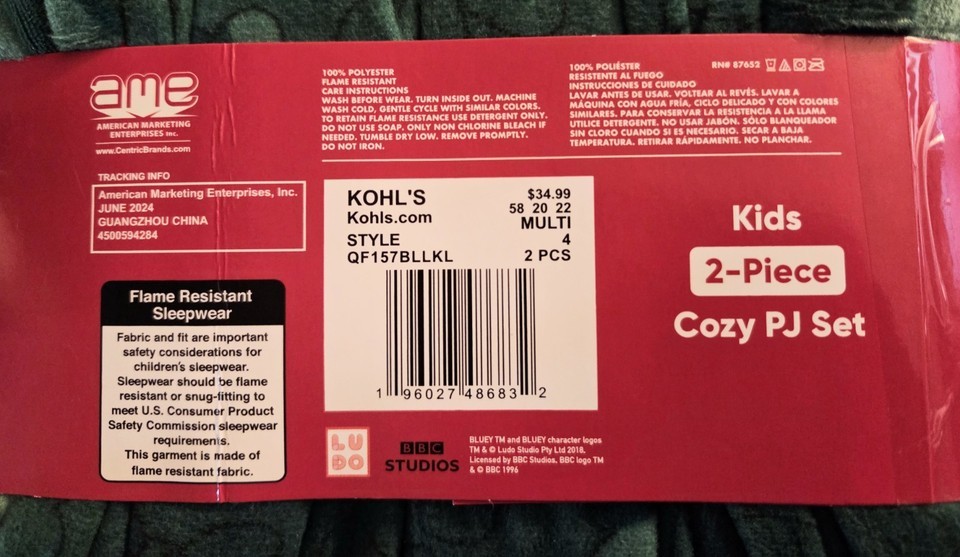 ame
AMERICAN MARKETING
ENTERPRISES Inc.
www.CentricBrands.com
TRACKING INFO
American Marketing Enterprises, Inc.
JUNE 2024
GUANGZHOU CHINA
4500594284
Flame Resistant
Sleepwear
Fabric and fit are important
safety considerations for
children's sleepwear.
Sleepwear should be flame
resistant or snug-fitting to
meet U.S. Consumer Product
Safety Commission sleepwear
requirements.
This garment is made of
flame resistant fabric.
100% POLYESTER
FLAME RESISTANT
CARE INSTRUCTIONS
WASH BEFORE WEAR. TURN INSIDE OUT. MACHINE
WASH COLD, GENTLE CYCLE WITH SIMILAR COLORS.
TO RETAIN FLAME RESISTANCE USE DETERGENT ONLY.
DO NOT USE SOAP. ONLY NON CHLORINE BLEACH IF
NEEDED. TUMBLE DRY LOW. REMOVE PROMPTLY.
DO NOT IRON.
100% POLIÉSTER
RESISTENTE AL FUEGO
INSTRUCCIONES DE CUIDADO
LAVAR ANTES DE USAR. VOLTEAR AL REVÉS. LAVAR A
MÁQUINA CON AGUA FRÍA, CICLO DELICADO Y CON COLORES
SIMILARES. PARA CONSERVAR LA RESISTENCIA A LA LLAMA
UTILICE DETERGENTE. NO USAR JABÓN. SÓLO BLANQUEADOR
SIN CLORO CUANDO SI ES NECESARIO. SECAR A BAJA
TEMPERATURA. RETIRAR RÁPIDAMENTE. NO PLANCHAR.
RN# 87652
KOHL'S $34.99
Kohls.com 58 20 22
MULTI
STYLE 4
QF157BLLKL 2 PCS
1 96027 48683 2
Kids
2-Piece
Cozy PJ Set
LU
DO
BBC
STUDIOS
BLUEY TM and BLUEY character logos
TM & © Ludo Studio Pty Ltd 2018.
Licensed by BBC Studios. BBC logo TM
& © BBC 1996